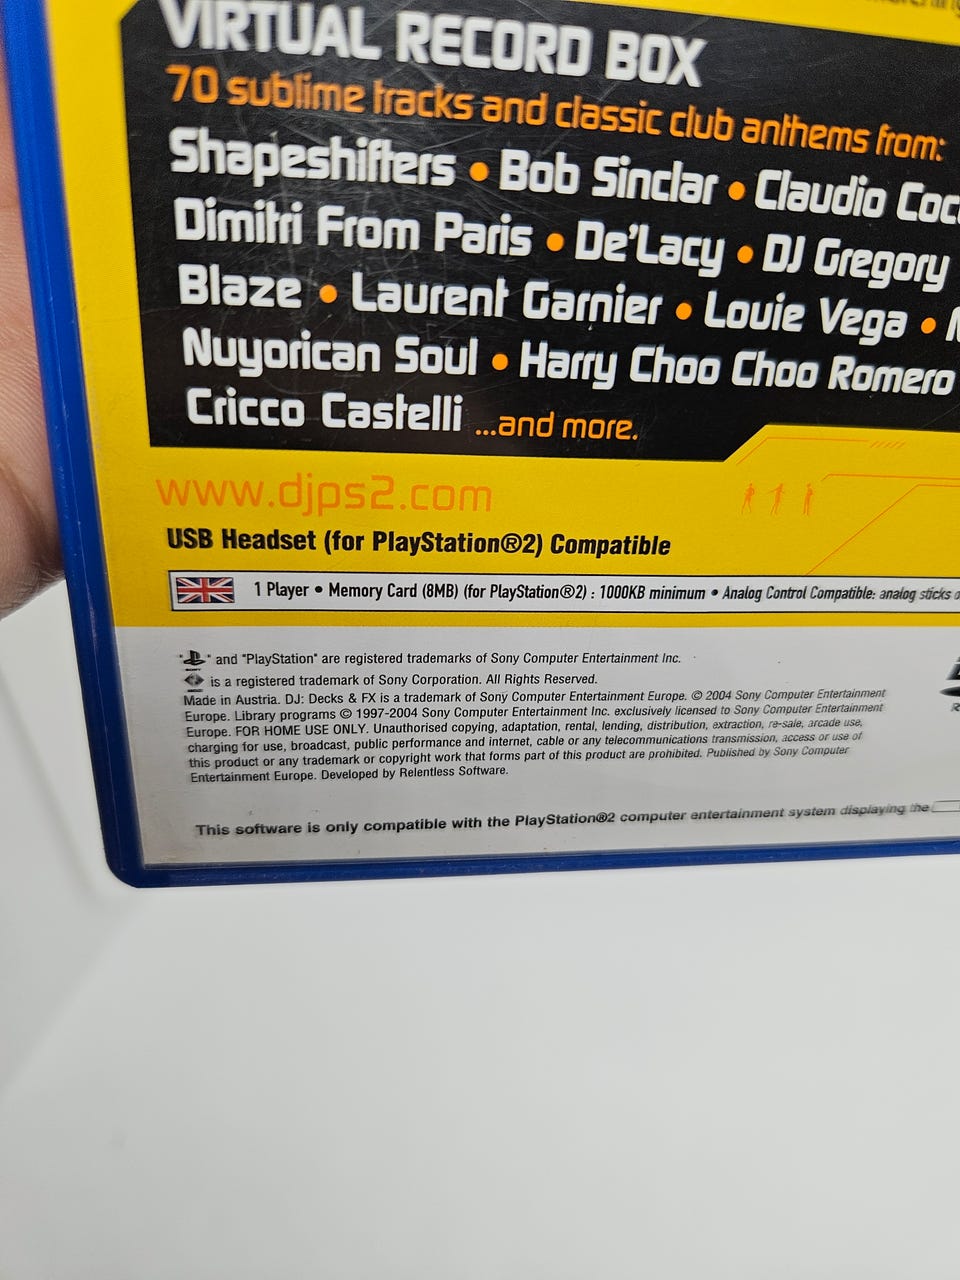 VIRTUAL RECORD BOX
70 sublime tracks and classic club anthems from:
Shapeshifters • Bob Sinclar • Claudio Coc
Dimitri From Paris • De'Lacy • DJ Gregory
Blaze • Laurent Garnier • Louie Vega •
Nuyorican Soul • Harry Choo Choo Romero
Cricco Castelli ...and more.
www.djps2.com
USB Headset (for PlayStation®2) Compatible
1 Player • Memory Card (8MB) (for PlayStation®2) : 1000KB minimum • Analog Control Compatible: analog sticks
" " and "PlayStation" are registered trademarks of Sony Computer Entertainment Inc.
is a registered trademark of Sony Corporation. All Rights Reserved.
Made in Austria. DJ: Decks & FX is a trademark of Sony Computer Entertainment Europe. © 2004 Sony Computer Entertainment
Europe. Library programs © 1997-2004 Sony Computer Entertainment Inc. exclusively licensed to Sony Computer Entertainment
Europe. FOR HOME USE ONLY. Unauthorised copying, adaptation, rental, lending, distribution, extraction, re-sale, arcade use,
charging for use, broadcast, public performance and internet, cable or any telecommunications transmission, access or use of
this product or any trademark or copyright work that forms part of this product are prohibited. Published by Sony Computer
Entertainment Europe. Developed by Relentless Software.
This software is only compatible with the PlayStation®2 computer entertainment system displaying the